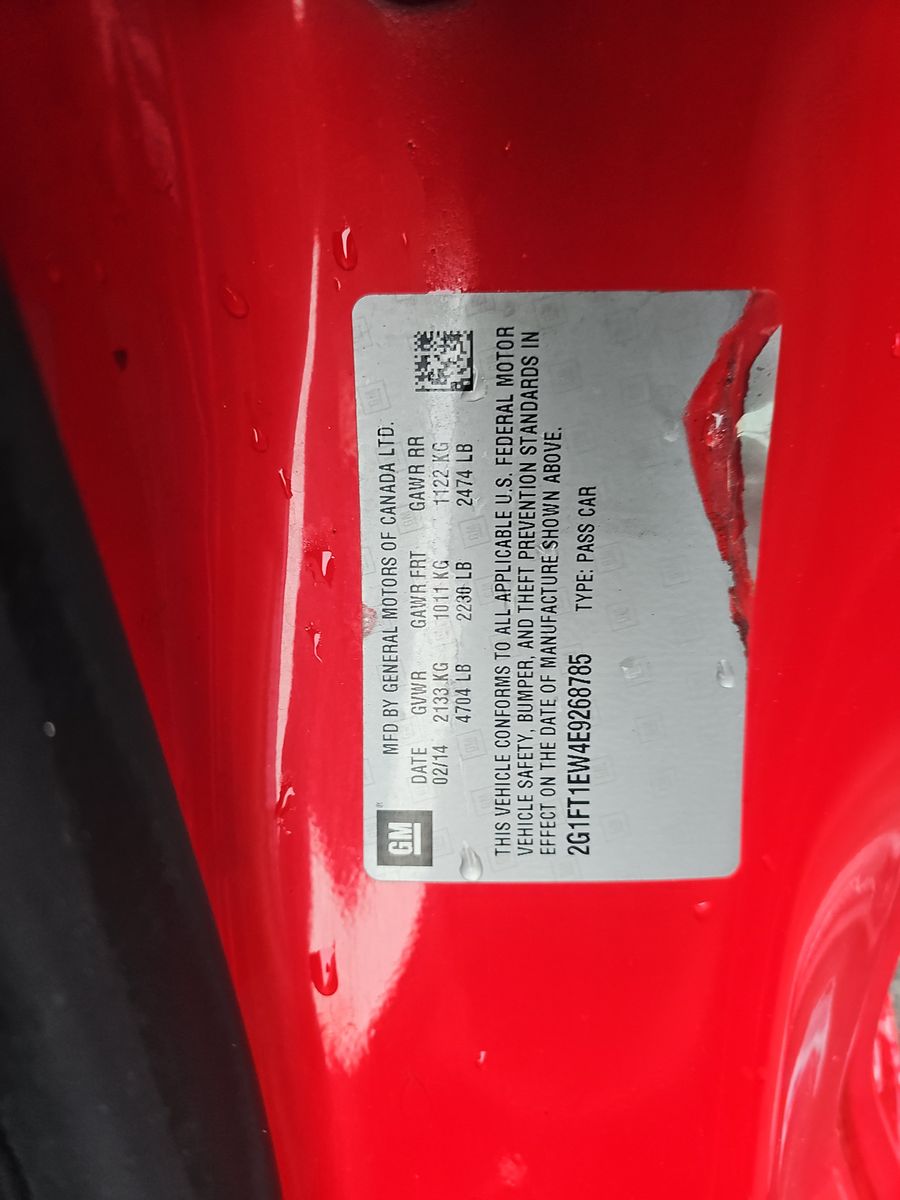 GM
MFD BY GENERAL MOTORS OF CANADA LTD.
DATE GVWR GAWR FRT GAWR RR
02/14 2133 KG 1011 KG 1122 KG
4704 LB 2230 LB 2474 LB
THIS VEHICLE CONFORMS TO ALL APPLICABLE U.S. FEDERAL MOTOR
VEHICLE SAFETY, BUMPER, AND THEFT PREVENTION STANDARDS IN
EFFECT ON THE DATE OF MANUFACTURE SHOWN ABOVE.
2G1FT1EW4E9268785 TYPE: PASS CAR